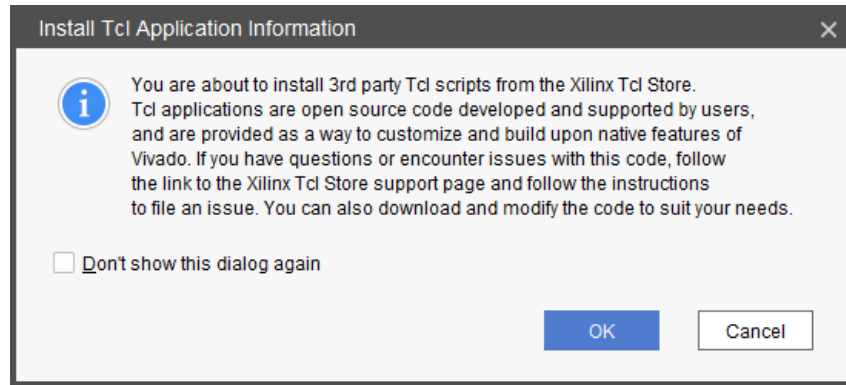 Install Tcl Application Information
You are about to install 3rd party Tcl scripts from the Xilinx Tcl Store.
Tcl applications are open source code developed and supported by users,
and are provided as a way to customize and build upon native features of
Vivado. If you have questions or encounter issues with this code, follow
the link to the Xilinx Tcl Store support page and follow the instructions
to file an issue. You can also download and modify the code to suit your needs.
Don't show this dialog again
OK
Cancel